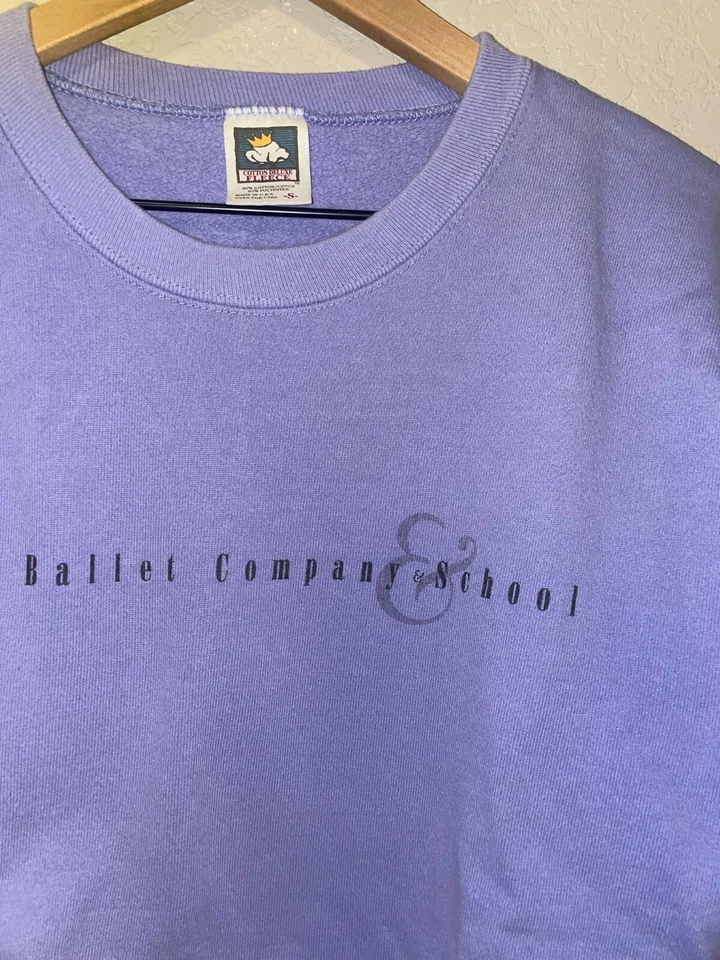 COTTON DELUXE
FLEECE
MADE IN U.S.A.
-S-
Ballet Company & School
&